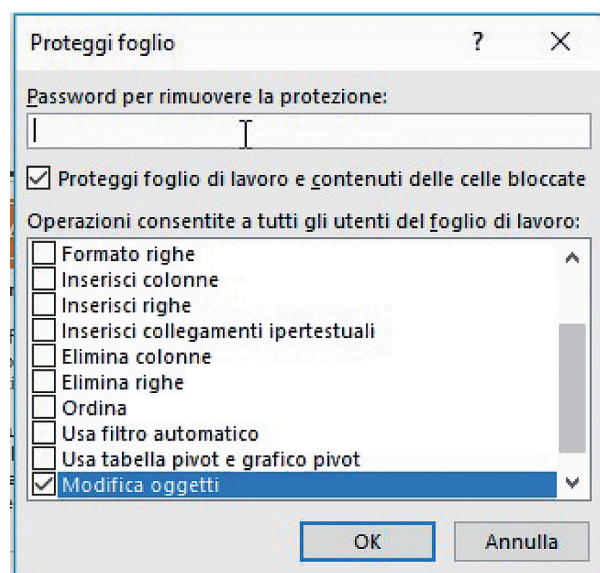 Proteggi foglio ? ×
Password per rimuovere la protezione:
Proteggi foglio di lavoro e contenuti delle celle bloccate
Operazioni consentite a tutti gli utenti del foglio di lavoro:
Formato righe
Inserisci colonne
Inserisci righe
Inserisci collegamenti ipertestuali
Elimina colonne
Elimina righe
Ordina
Usa filtro automatico
Usa tabella pivot e grafico pivot
Modifica oggetti
OK Annulla